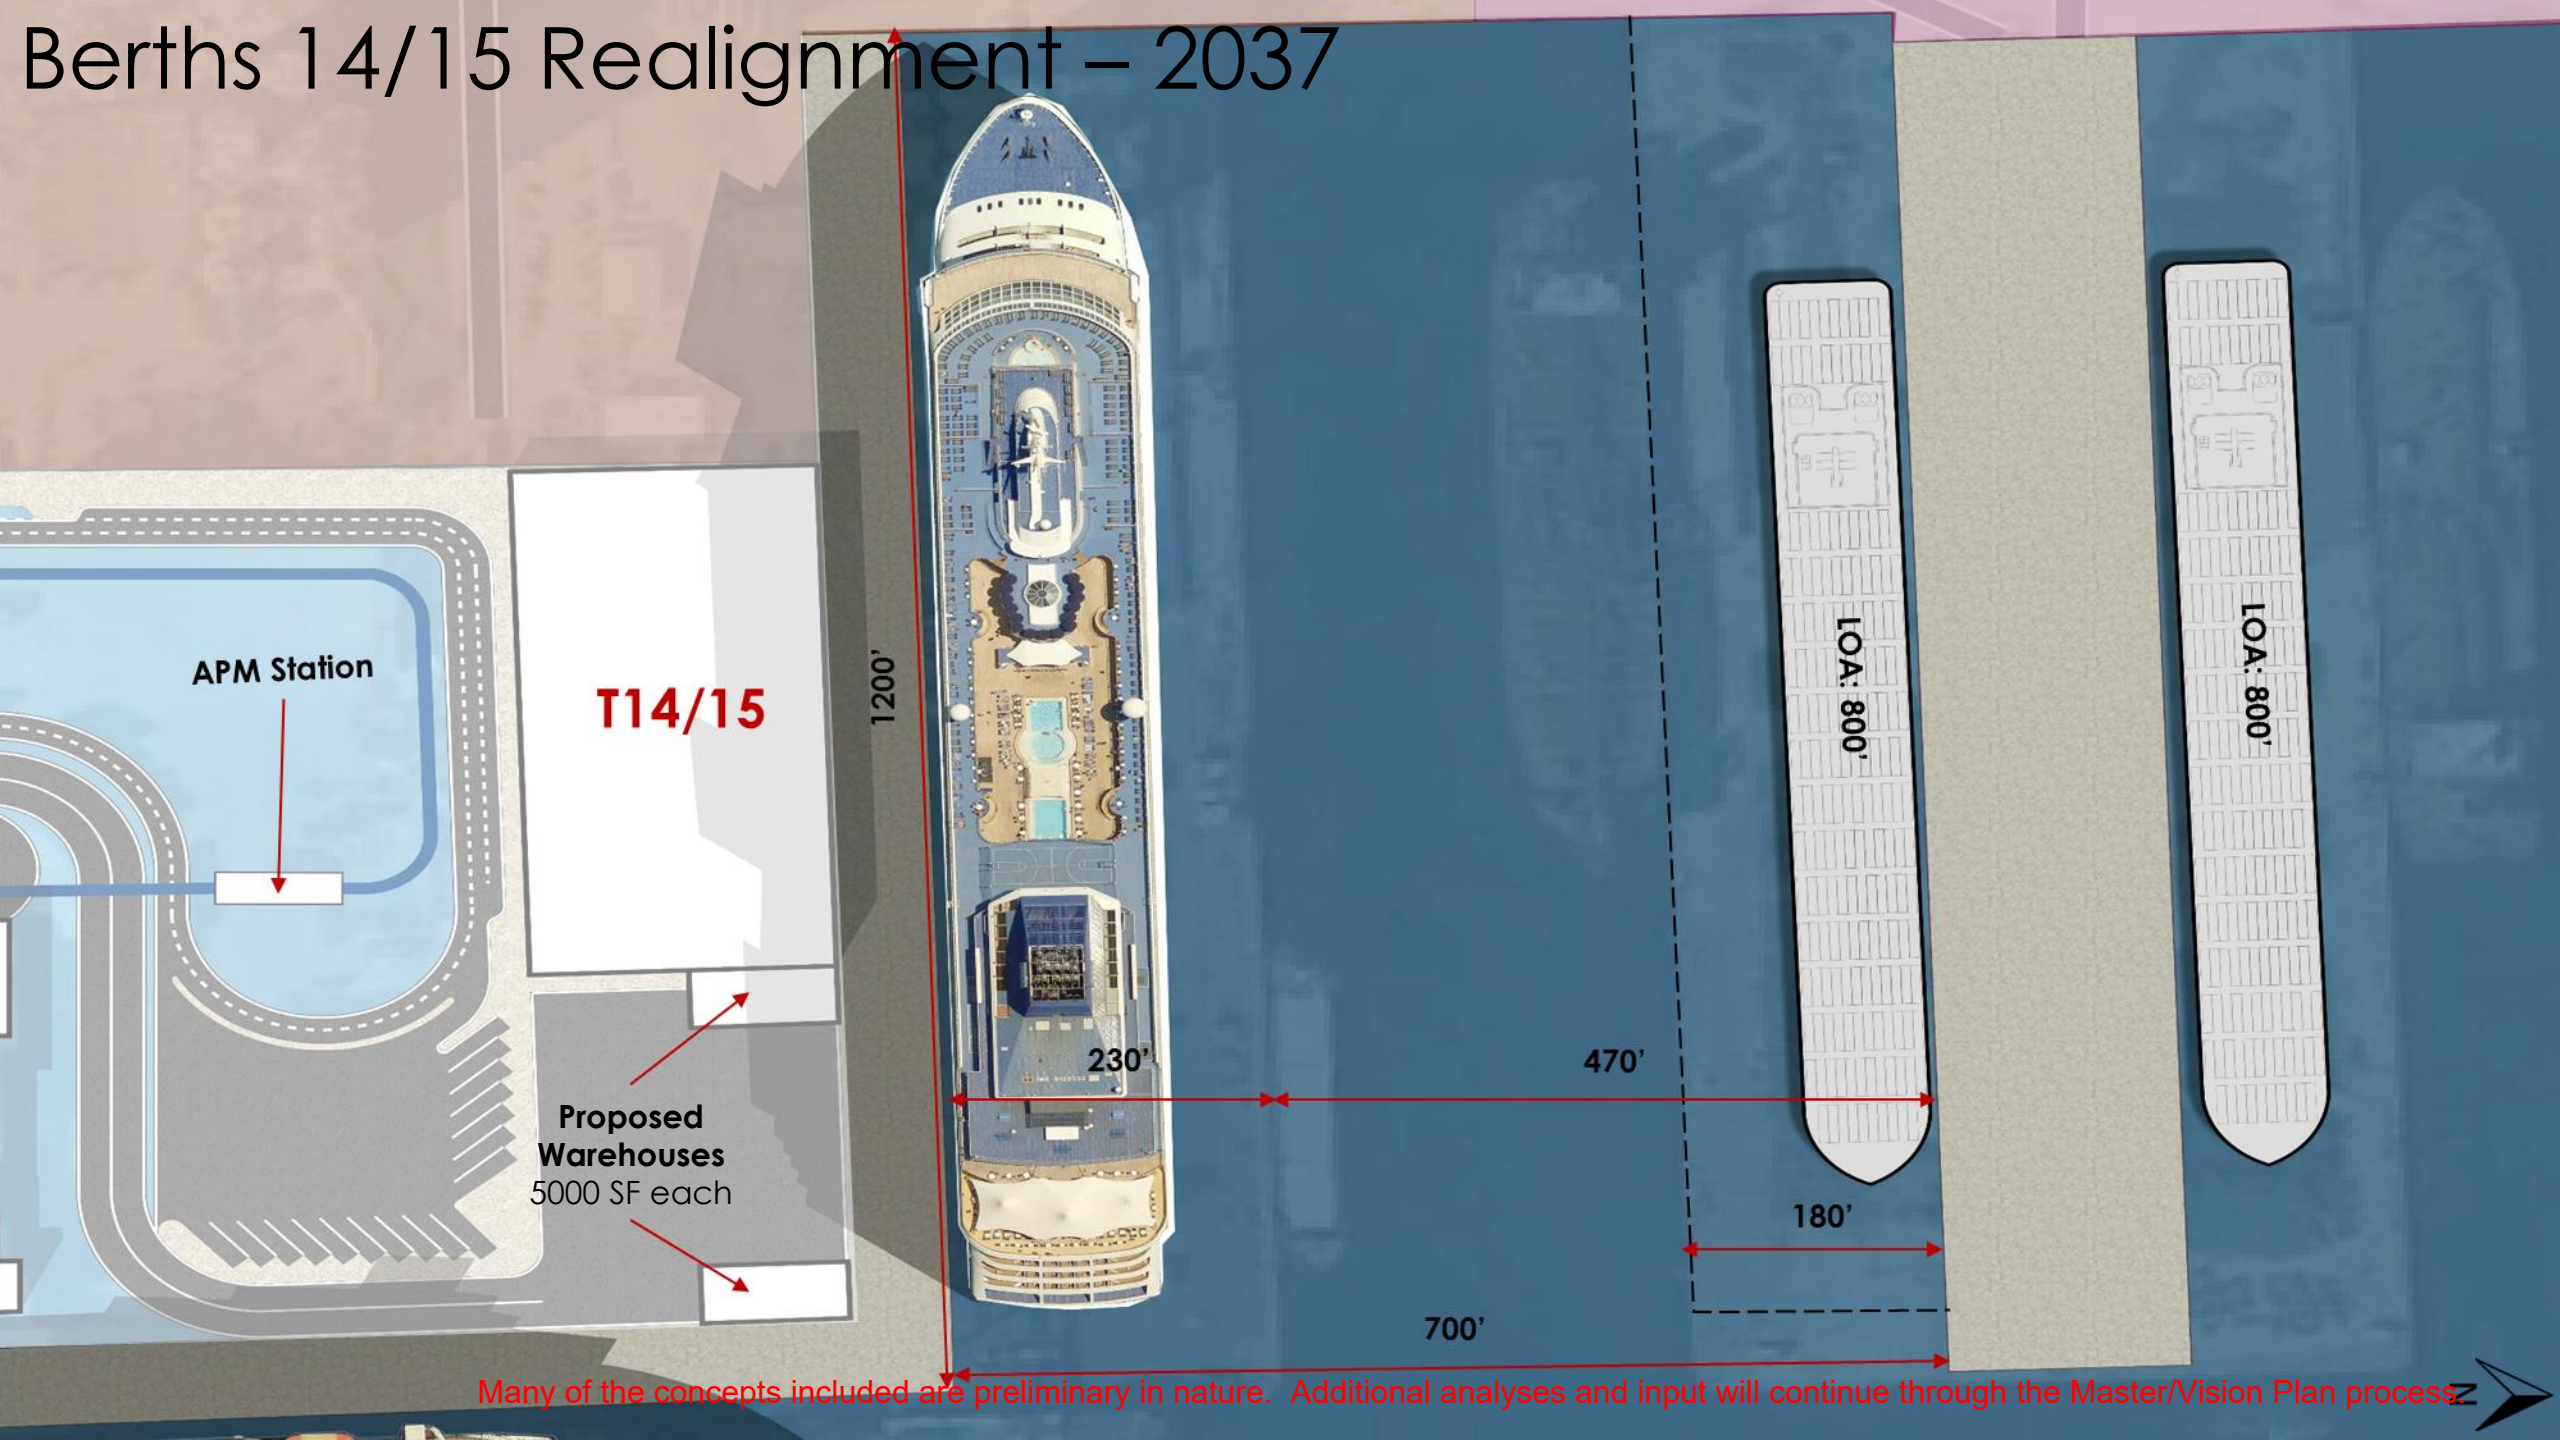 Berths 14/15 Realignment – 2037
APM Station
T14/15
1200’
LOA: 800’
LOA: 800’
230’
470’
Proposed
Warehouses
5000 SF each
180’
700’
Many of the concepts included are preliminary in nature.  Additional analyses and input will continue through the Master/Vision Plan process.
N